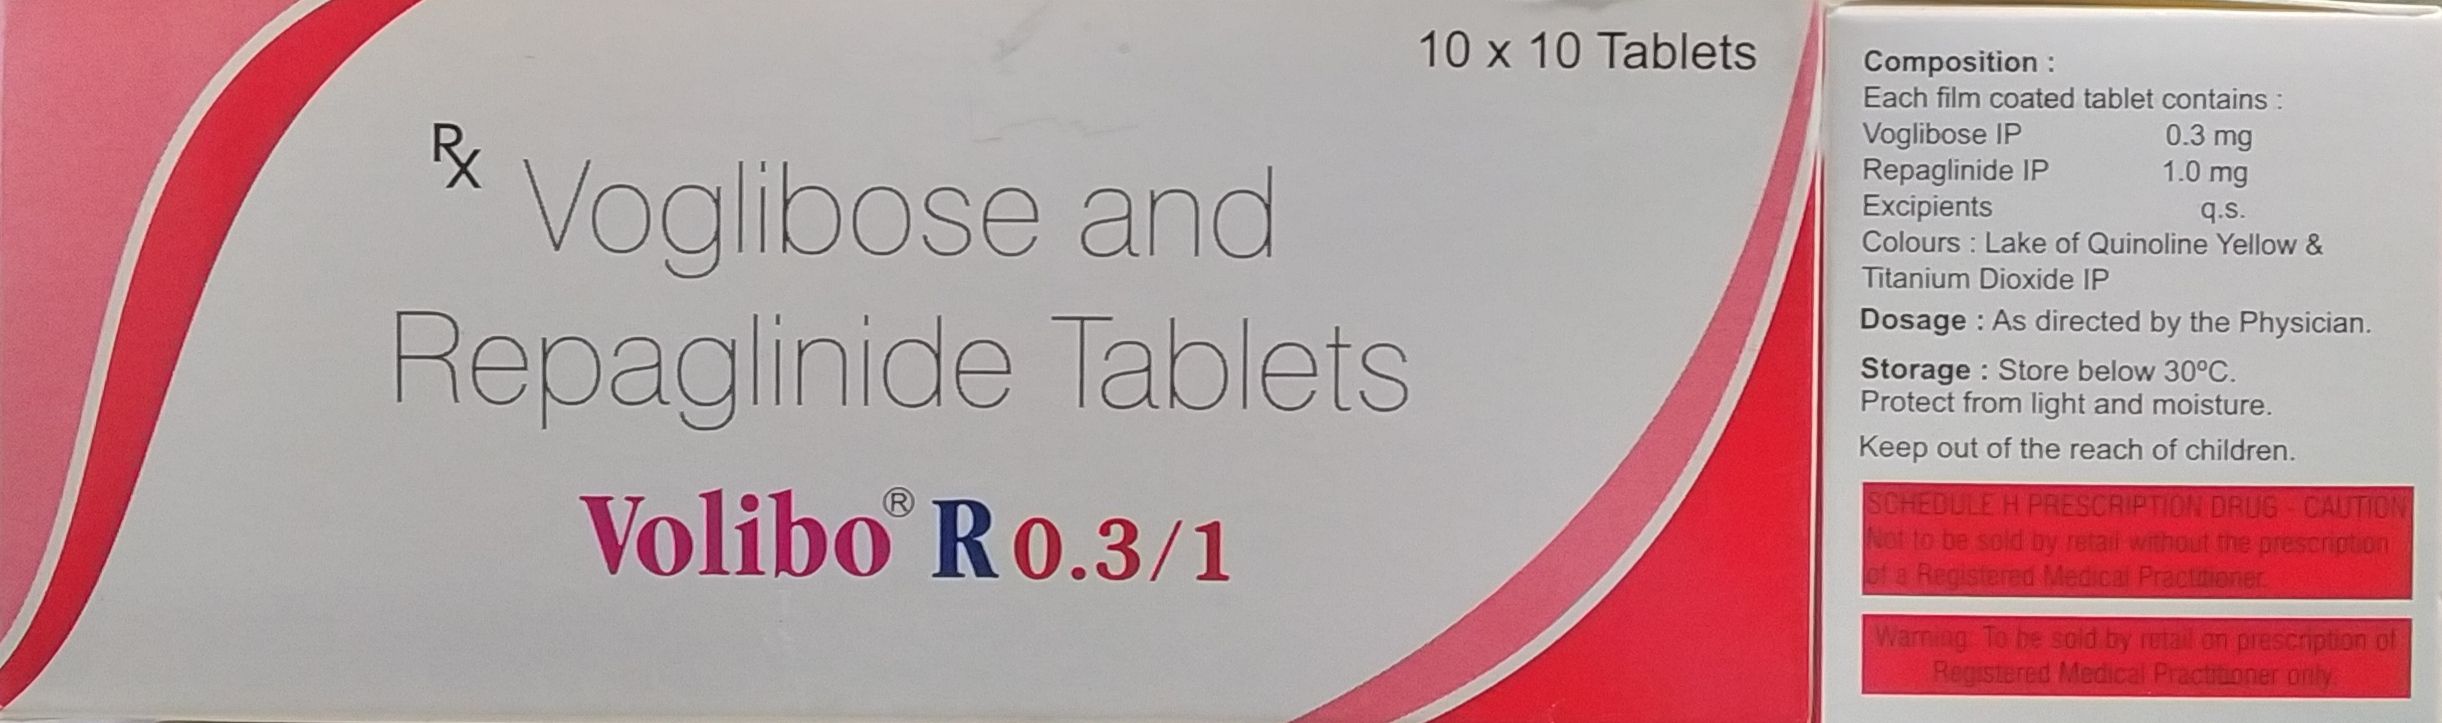 10 x 10 Tablets
Rx Voglibose and
Repaglinide Tablets
Volibo® R 0.3/1
Composition :
Each film coated tablet contains :
Voglibose IP 0.3 mg
Repaglinide IP 1.0 mg
Excipients q.s.
Colours : Lake of Quinoline Yellow &
Titanium Dioxide IP
Dosage : As directed by the Physician.
Storage : Store below 30ºC.
Protect from light and moisture.
Keep out of the reach of children.
SCHEDULE H PRESCRIPTION DRUG - CAUTION
Not to be sold by retail without the prescription
of a Registered Medical Practitioner.
Warning: To be sold by retail on prescription of
Registered Medical Practitioner only.